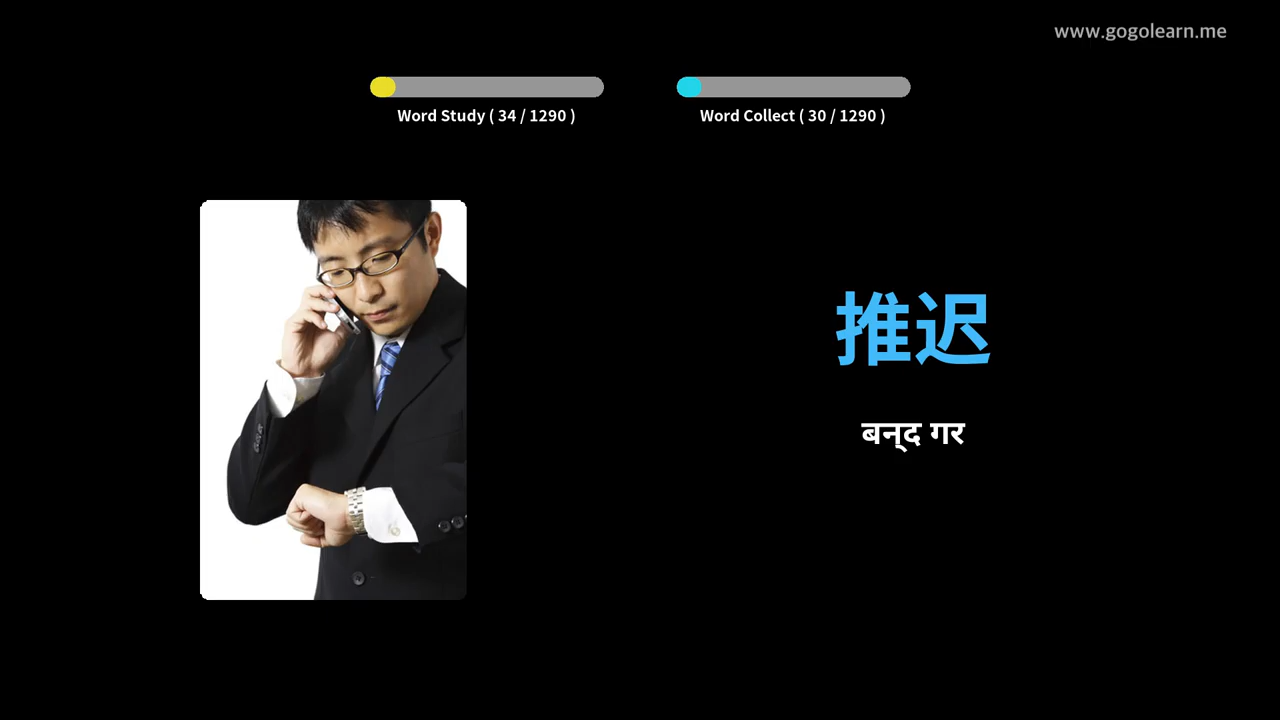 www.gogolearn.me
Word Study ( 34 / 1290 )
Word Collect ( 30 / 1290 )
推迟
बन्‌द गर